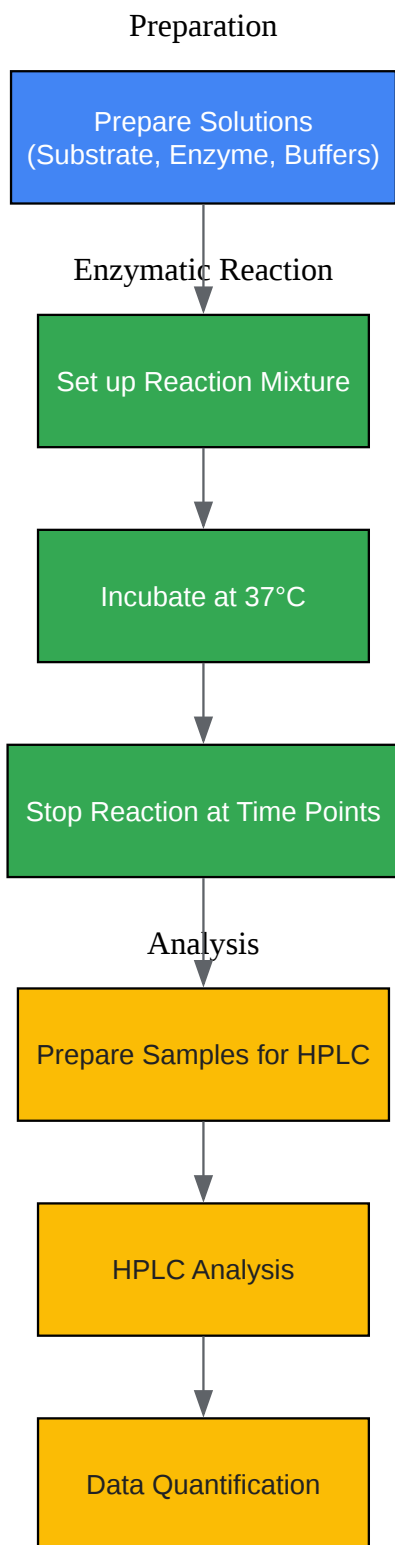 Preparation
Prepare Solutions
(Substrate, Enzyme, Buffers)
Enzymatic Reaction
Set up Reaction Mixture
Incubate at 37°C
Stop Reaction at Time Points
Analysis
Prepare Samples for HPLC
HPLC Analysis
Data Quantification